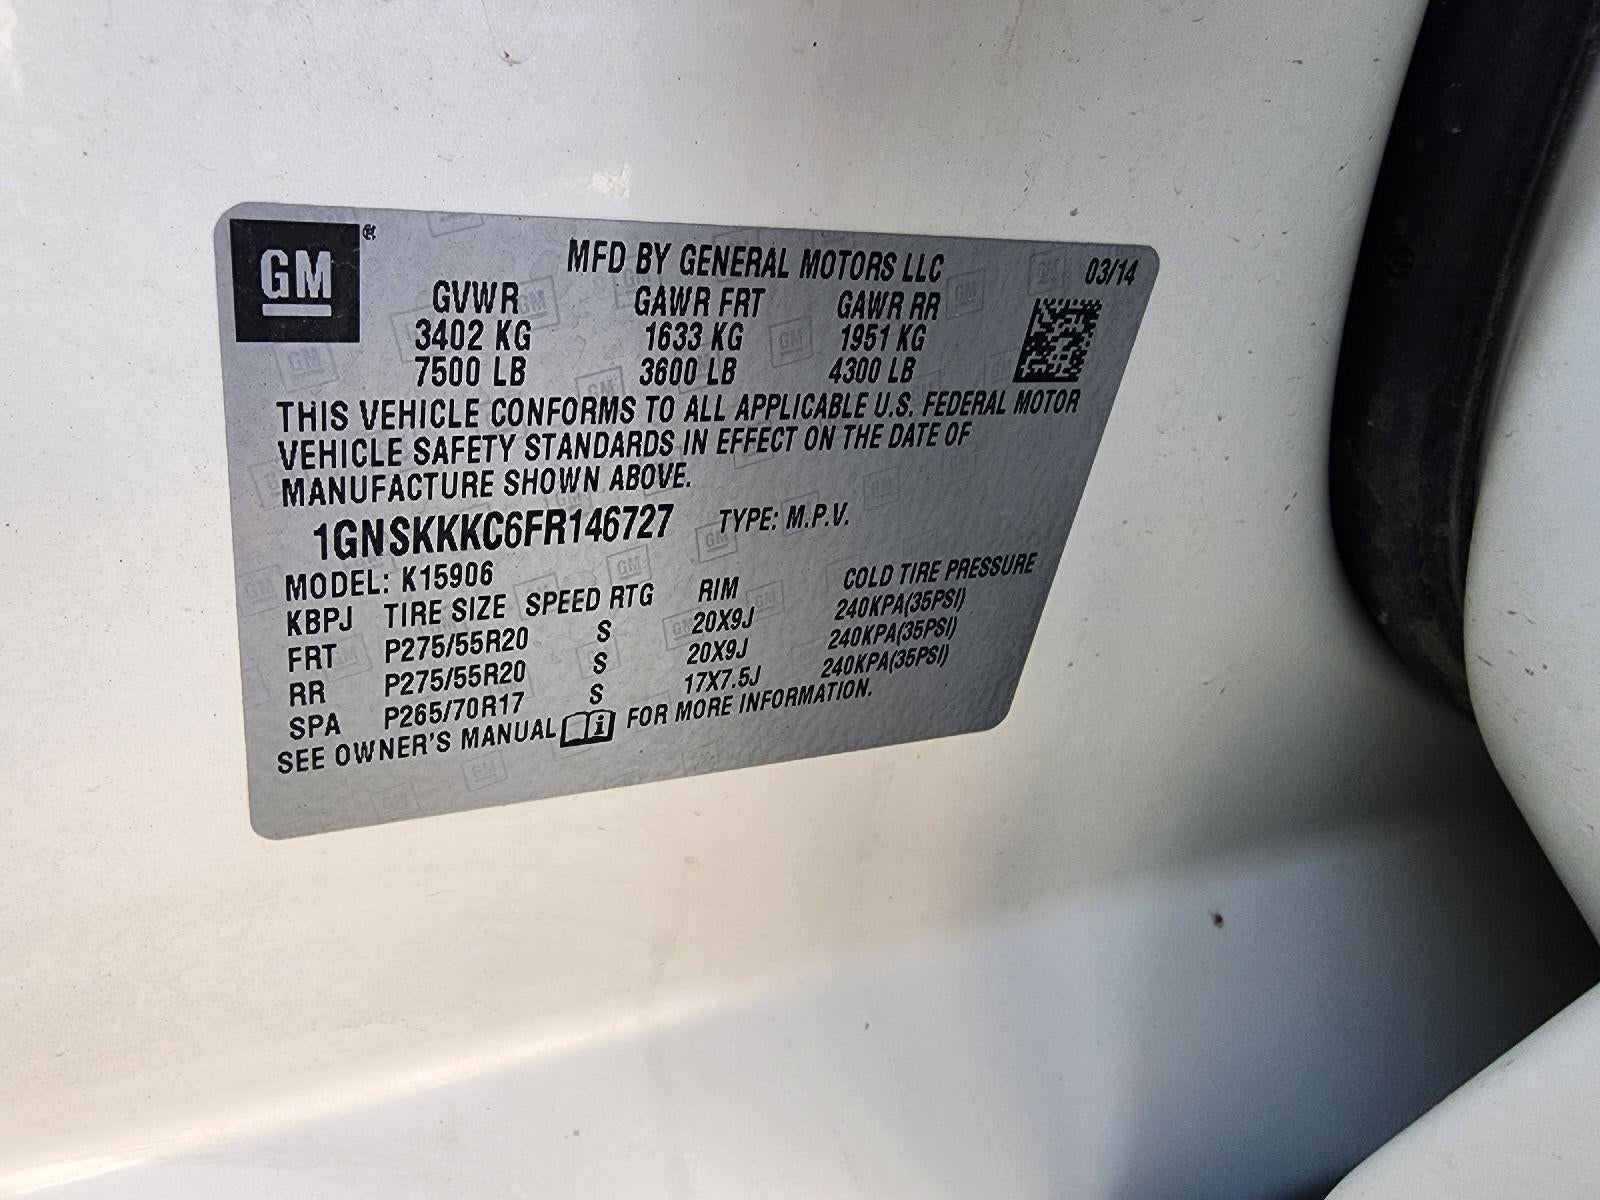 GM ®
MFD BY GENERAL MOTORS LLC 03/14
GVWR GAWR FRT GAWR RR
3402 KG 1633 KG 1951 KG
7500 LB 3600 LB 4300 LB
THIS VEHICLE CONFORMS TO ALL APPLICABLE U.S. FEDERAL MOTOR
VEHICLE SAFETY STANDARDS IN EFFECT ON THE DATE OF
MANUFACTURE SHOWN ABOVE.
1GNSKKKC6FR146727 TYPE: M.P.V.
MODEL: K15906
KBPJ TIRE SIZE SPEED RTG RIM COLD TIRE PRESSURE
FRT P275/55R20 S 20X9J 240KPA(35PSI)
RR P275/55R20 S 20X9J 240KPA(35PSI)
SPA P265/70R17 S 17X7.5J 240KPA(35PSI)
SEE OWNER'S MANUAL i FOR MORE INFORMATION.